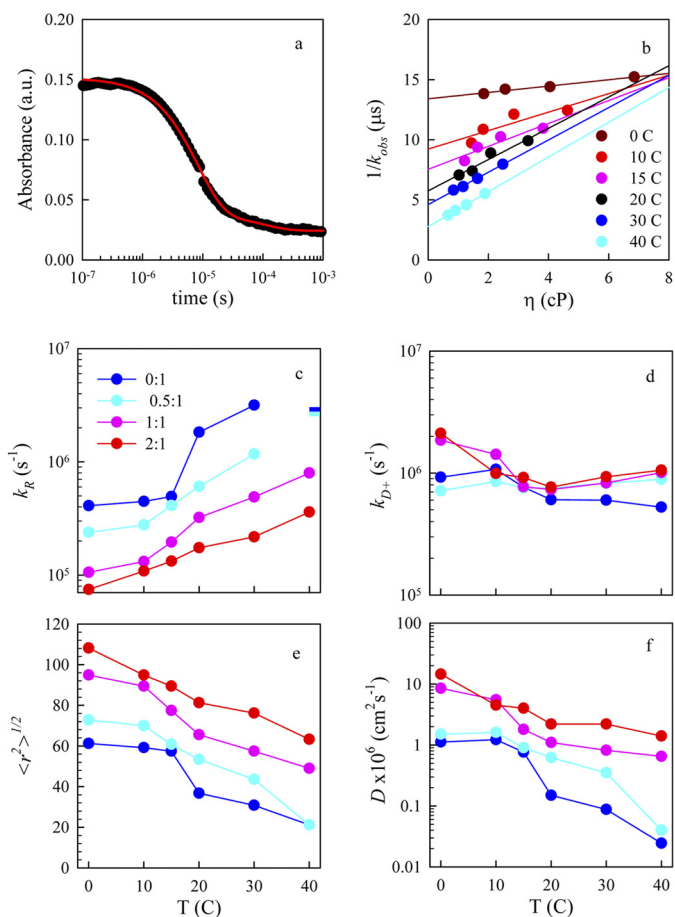 a
Absorbance (a.u.)
0.20
0.15
0.10
0.05
0.00
10-7 10-6 10-5 10-4 10-3
time (s)
b
1/kobs (μs)
20
15
10
5
0
0 C
10 C
15 C
20 C
30 C
40 C
0 2 4 6 8
η (cP)
c
kR (s-1)
107
106
105
0:1
0.5:1
1:1
2:1
d
kD+ (s-1)
107
106
105
e
<r2>1/2
120
100
80
60
40
20
0
0 10 20 30 40
T (C)
f
D x106 (cm2s-1)
100
10
1
0.1
0.01
0 10 20 30 40
T (C)